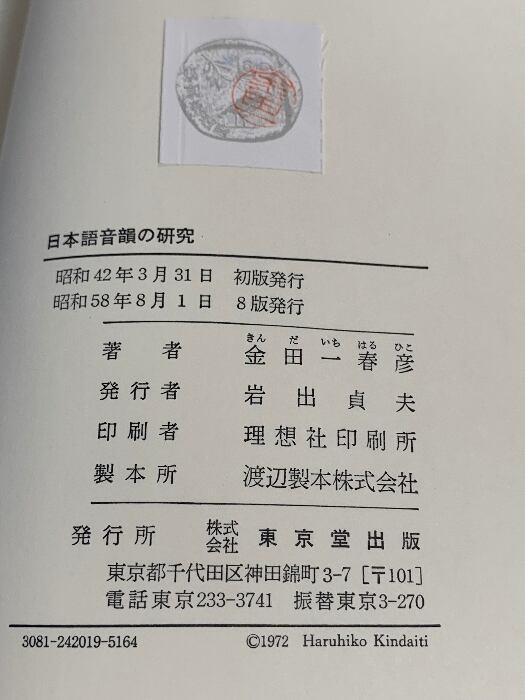 日本語音韻の研究
昭和42年3月31日 初版発行
昭和58年8月1日 8版発行
きん だ いち はる ひこ
著者 金田一春彦
発行者 岩出貞夫
印刷者 理想社印刷所
製本所 渡辺製本株式会社
発行所 株式会社 東京堂出版
東京都千代田区神田錦町3-7[〒101]
電話東京233-3741 振替東京3-270
3081-242019-5164 ©1972 Haruhiko Kindaiti